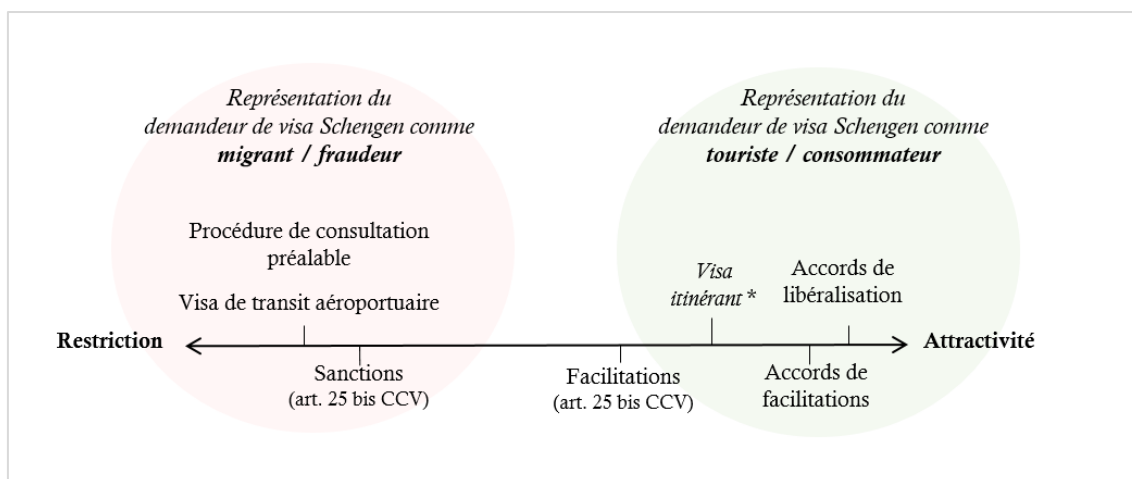 Représentation du
demandeur de visa Schengen comme
migrant / fraudeur
Représentation du
demandeur de visa Schengen comme
touriste / consommateur
Procédure de consultation
préalable
Visa de transit aéroportuaire
Visa
itinérant *
Accords de
libéralisation
Restriction
Attractivité
Sanctions
(art. 25 bis CCV)
Facilitations
(art. 25 bis CCV)
Accords de
facilitations